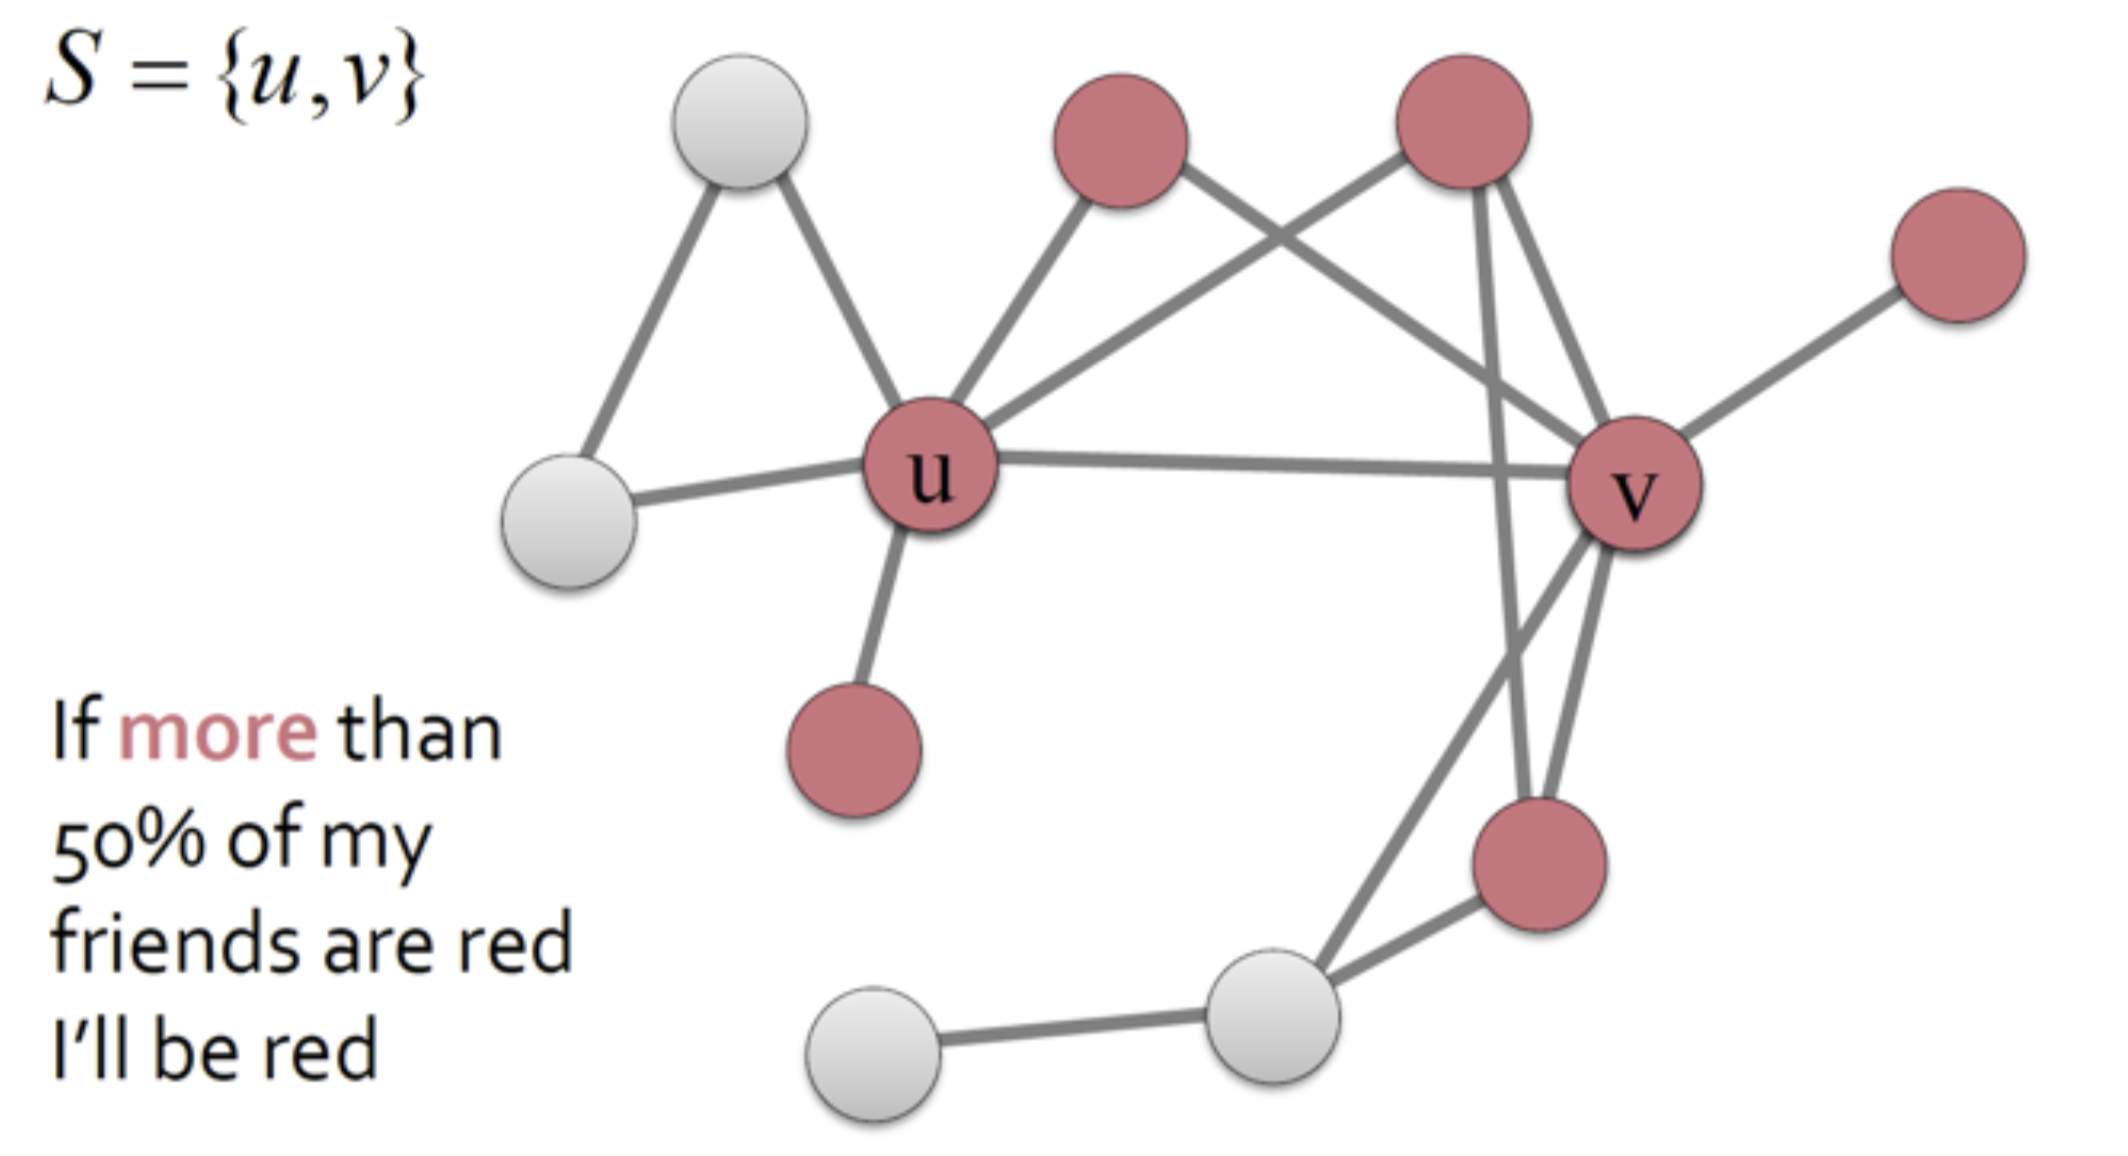 S = {u, v}
u
v
If more than
50% of my
friends are red
I'll be red